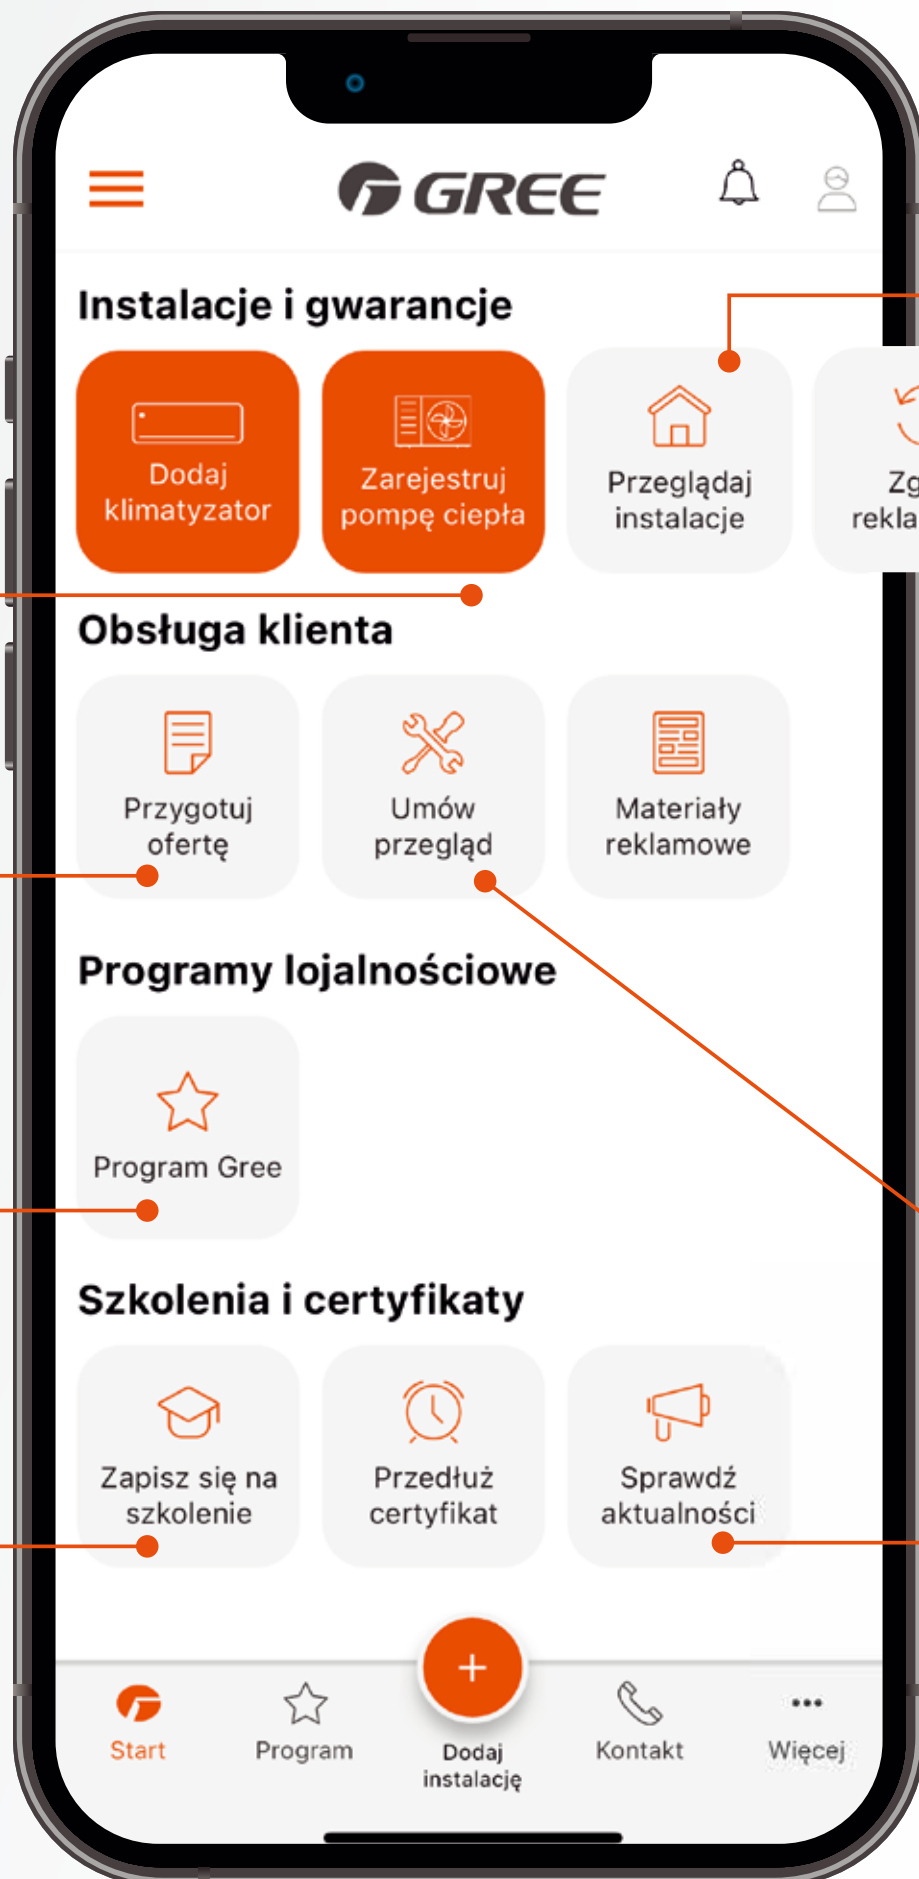 GREE
Instalacje i gwarancje
Dodaj
klimatyzator
Zarejestruj
pompę ciepła
Przeglądaj
instalacje
Obsługa klienta
Przygotuj
ofertę
Umów
przegląd
Materiały
reklamowe
Programy lojalnościowe
Program Gree
Szkolenia i certyfikaty
Zapisz się na
szkolenie
Przedłuż
certyfikat
Sprawdź
aktualności
Start
Program
Dodaj
instalację
Kontakt
Więcej